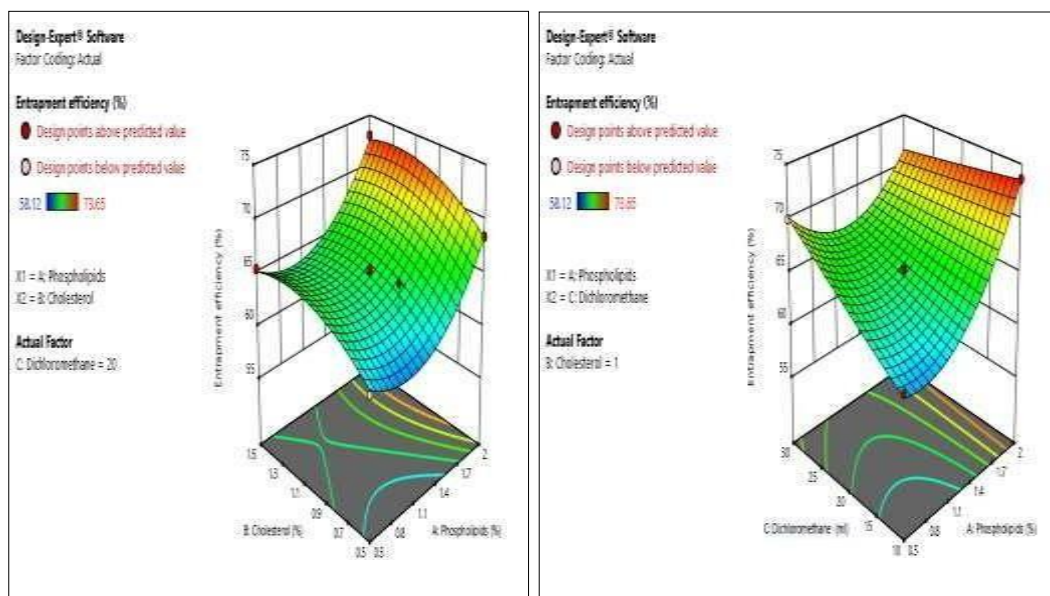 Design-Expert® Software
Factor Coding: Actual
Entrapment efficiency (%)
Design points above predicted value
Design points below predicted value
58.12 73.65
X1 = A: Phospholipids
X2 = B: Cholesterol
Actual Factor
C: Dichloromethane = 20
Entrapment efficiency (%)
75
70
65
60
55
1.5
1.3
1.1
0.9
0.7
0.5
B: Cholesterol (%)
2
1.7
1.4
1.1
0.8
0.5
A: Phospholipids (%)
Design-Expert® Software
Factor Coding: Actual
Entrapment efficiency (%)
Design points above predicted value
Design points below predicted value
58.12 73.65
X1 = A: Phospholipids
X2 = C: Dichloromethane
Actual Factor
B: Cholesterol = 1
Entrapment efficiency (%)
75
70
65
60
55
30
25
20
15
10
C: Dichloromethane (ml)
2
1.7
1.4
1.1
0.8
0.5
A: Phospholipids (%)